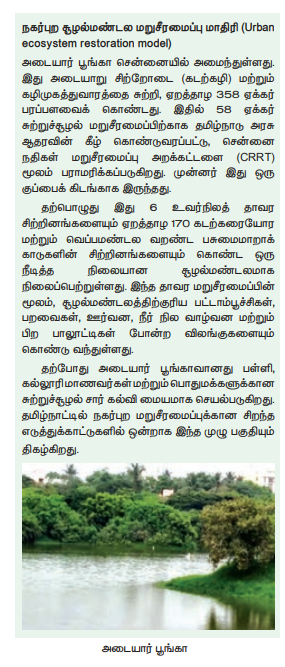 நகர்புற சூழல்மண்டல மறுசீரமைப்பு மாதிரி (Urban
ecosystem restoration model)
அடையார் பூங்கா சென்னையில் அமைந்துள்ளது.
இது அடையாறு சிற்றோடை (கடற்கழி) மற்றும்
கழிமுகத்துவாரத்தை சுற்றி, ஏறத்தாழ 358 ஏக்கர்
பரப்பளவைக் கொண்டது. இதில் 58 ஏக்கர்
சுற்றுச்சூழல் மறுசீரமைப்பிற்காக தமிழ்நாடு அரசு
ஆதரவின் கீழ் கொண்டுவரப்பட்டு, சென்னை
நதிகள் மறுசீரமைப்பு அறக்கட்டளை (CRRT)
மூலம் பராமரிக்கப்படுகிறது. முன்னர் இது ஒரு
குப்பைக் கிடங்காக இருந்தது.
தற்பொழுது இது 6 உவர்நிலத் தாவர
சிற்றினங்களையும் ஏறத்தாழ 170 கடற்கரையோர
மற்றும் வெப்பமண்டல வறண்ட பசுமைமாறாக்
காடுகளின் சிற்றினங்களையும் கொண்ட ஒரு
நீடித்த நிலையான சூழல்மண்டலமாக
நிலைப்பெற்றுள்ளது. இந்த தாவர மறுசீரமைப்பின்
மூலம், சூழல்மண்டலத்திற்குரிய பட்டாம்பூச்சிகள்,
பறவைகள், ஊர்வன, நீர் நில வாழ்வன மற்றும்
பிற பாலூட்டிகள் போன்ற விலங்குகளையும்
கொண்டு வந்துள்ளது.
தற்போது அடையார் பூங்காவானது பள்ளி,
கல்லூரி மாணவர்கள் மற்றும் பொதுமக்களுக்கான
சுற்றுச்சூழல் சார் கல்வி மையமாக செயல்படுகிறது.
தமிழ்நாட்டில் நகர்புற மறுசீரமைப்புக்கான சிறந்த
எடுத்துக்காட்டுகளில் ஒன்றாக இந்த முழு பகுதியும்
திகழ்கிறது.
அடையார் பூங்கா